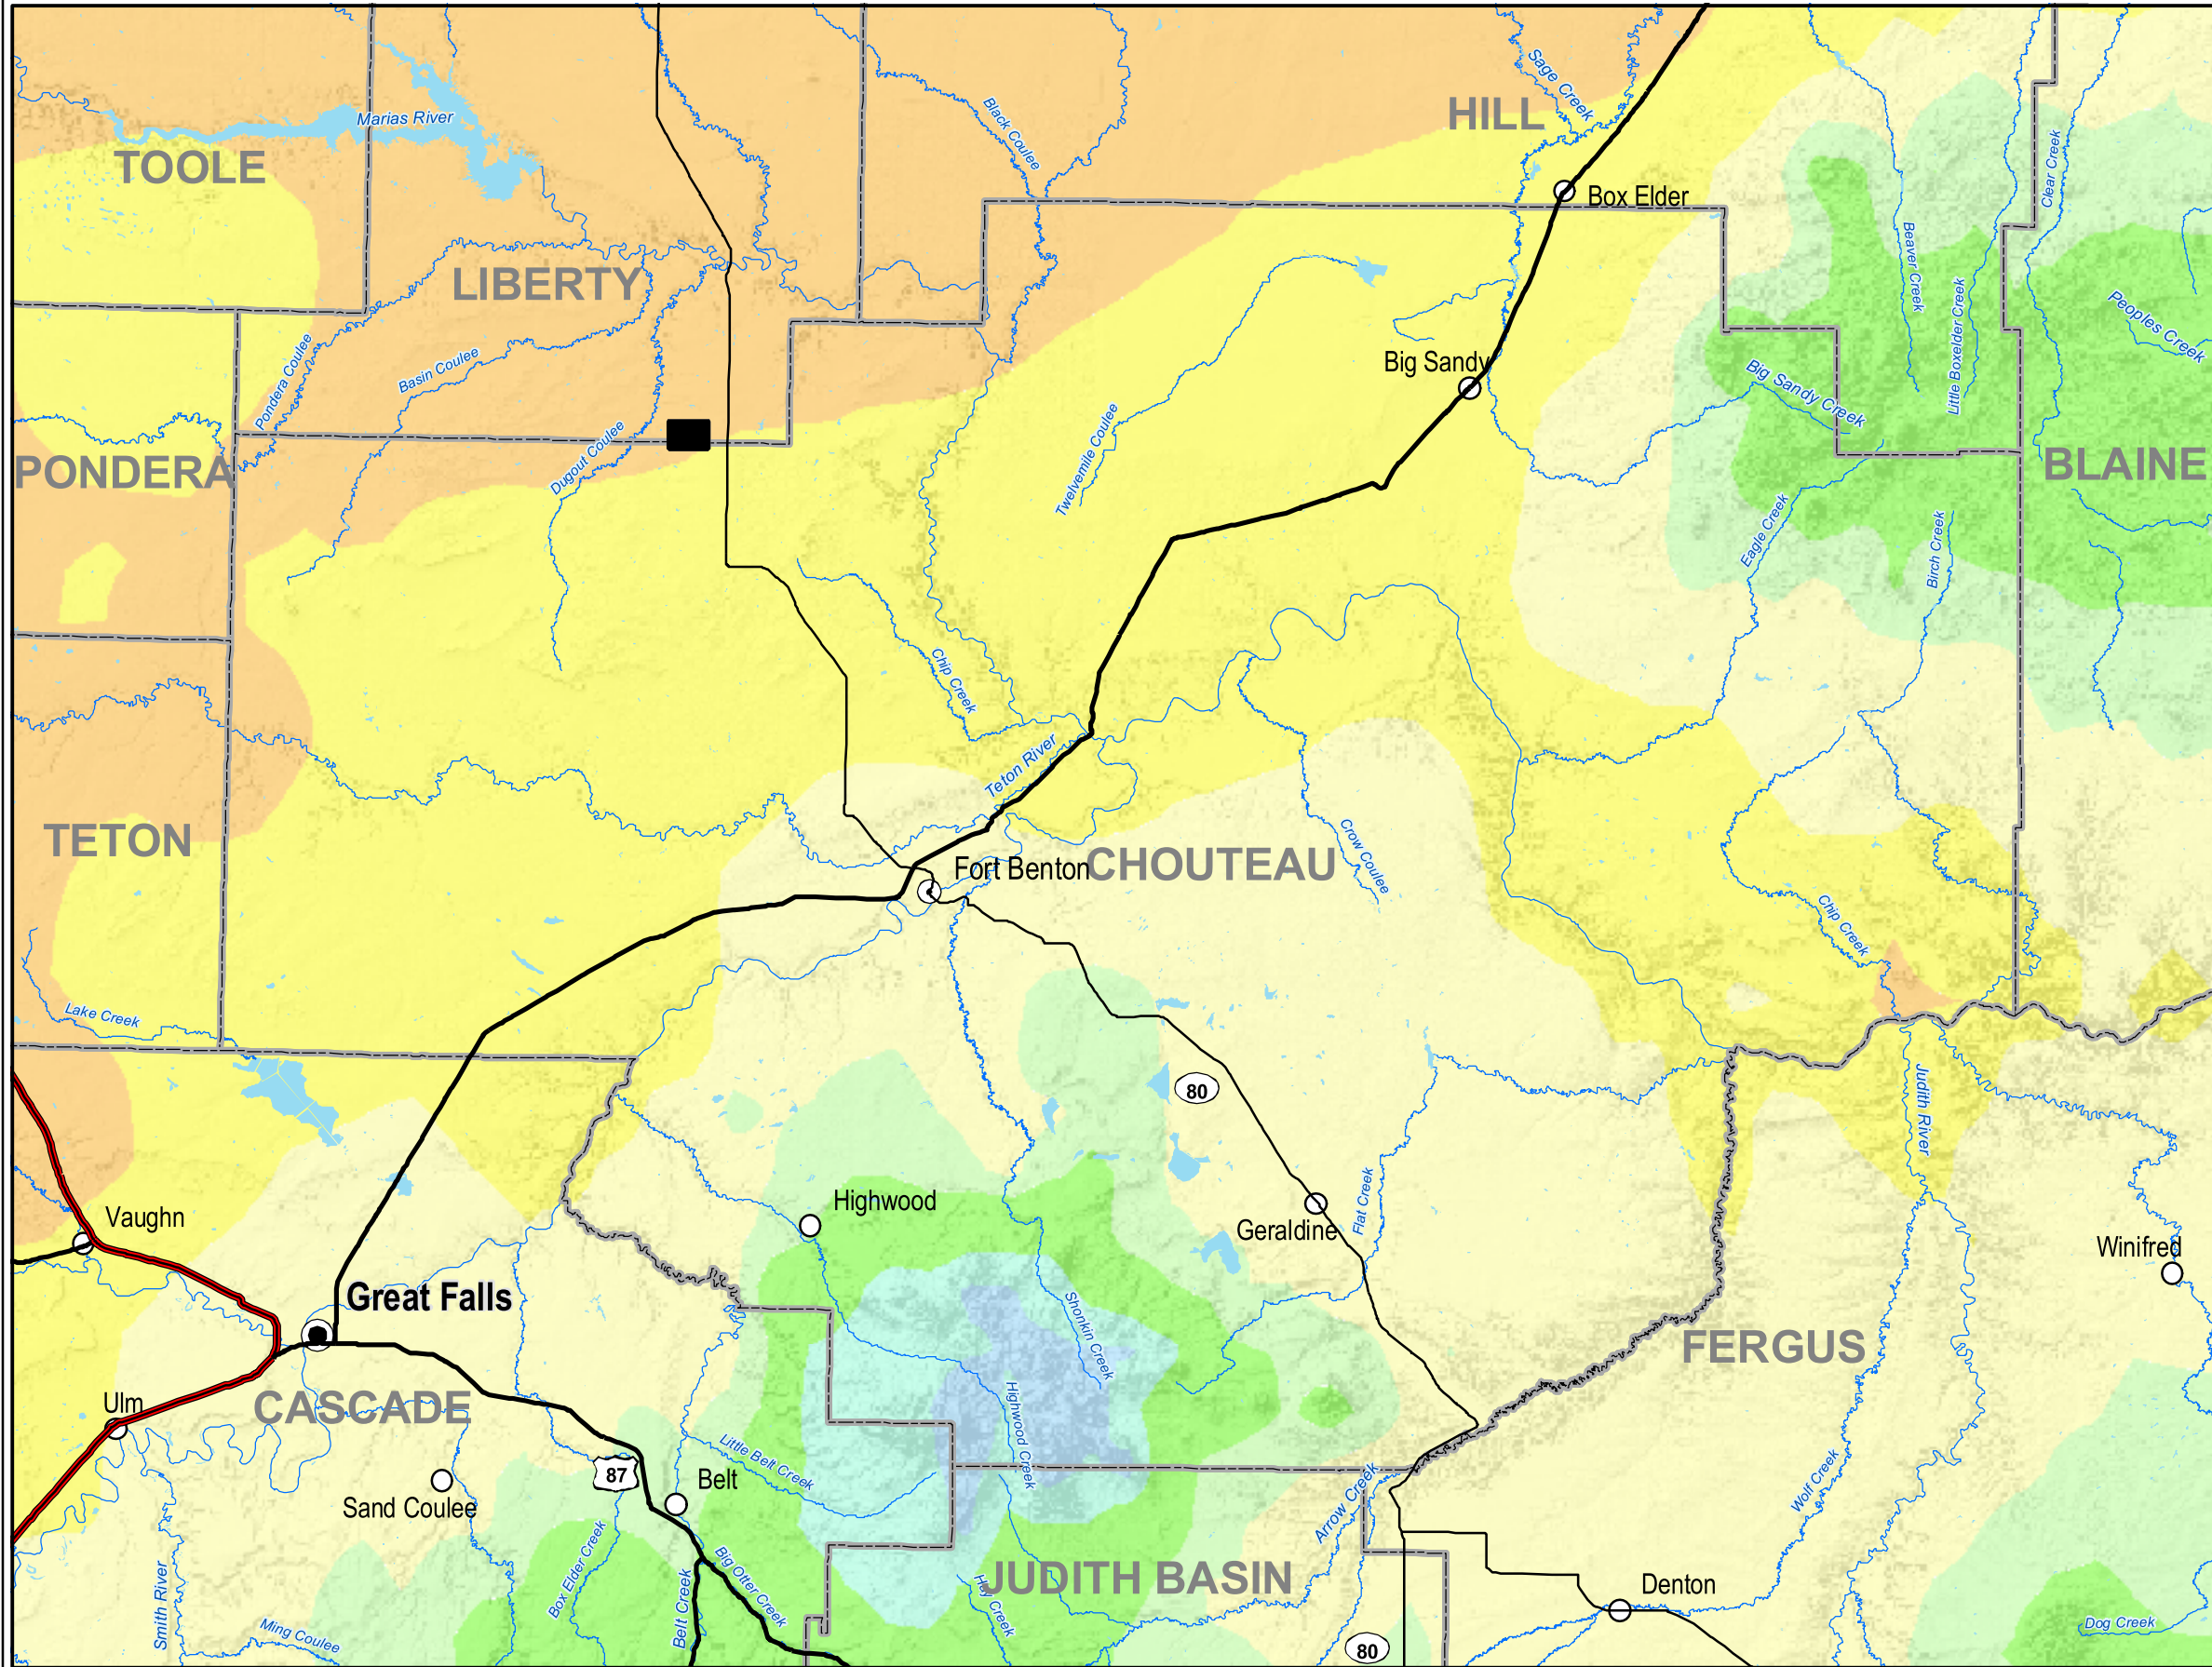 Sage Creek
Black Coulee
Marias River
HILL
TOOLE
Clear Creek
Box Elder
Beaver Creek
LIBERTY
Little Boxelder Creek
Peoples Creek
Pondera Coulee
Basin Coulee
Big Sandy
Big Sandy Creek
Twelvemile Coulee
Dugout Coulee
PONDERA
BLAINE
Eagle Creek
Birch Creek
Chip Creek
Teton River
TETON
Fort Benton
CHOUTEAU
Crow Coulee
Chip Creek
Lake Creek
80
Judith River
Highwood
Vaughn
Geraldine
Flat Creek
Winifred
Great Falls
Shonkin Creek
FERGUS
Ulm
CASCADE
Highwood Creek
Little Belt Creek
87
Belt
Sand Coulee
Arrow Creek
Wolf Creek
Box Elder Creek
Big Otter Creek
JUDITH BASIN
Denton
Smith River
Belt Creek
Hay Creek
Ming Coulee
Dog Creek
80